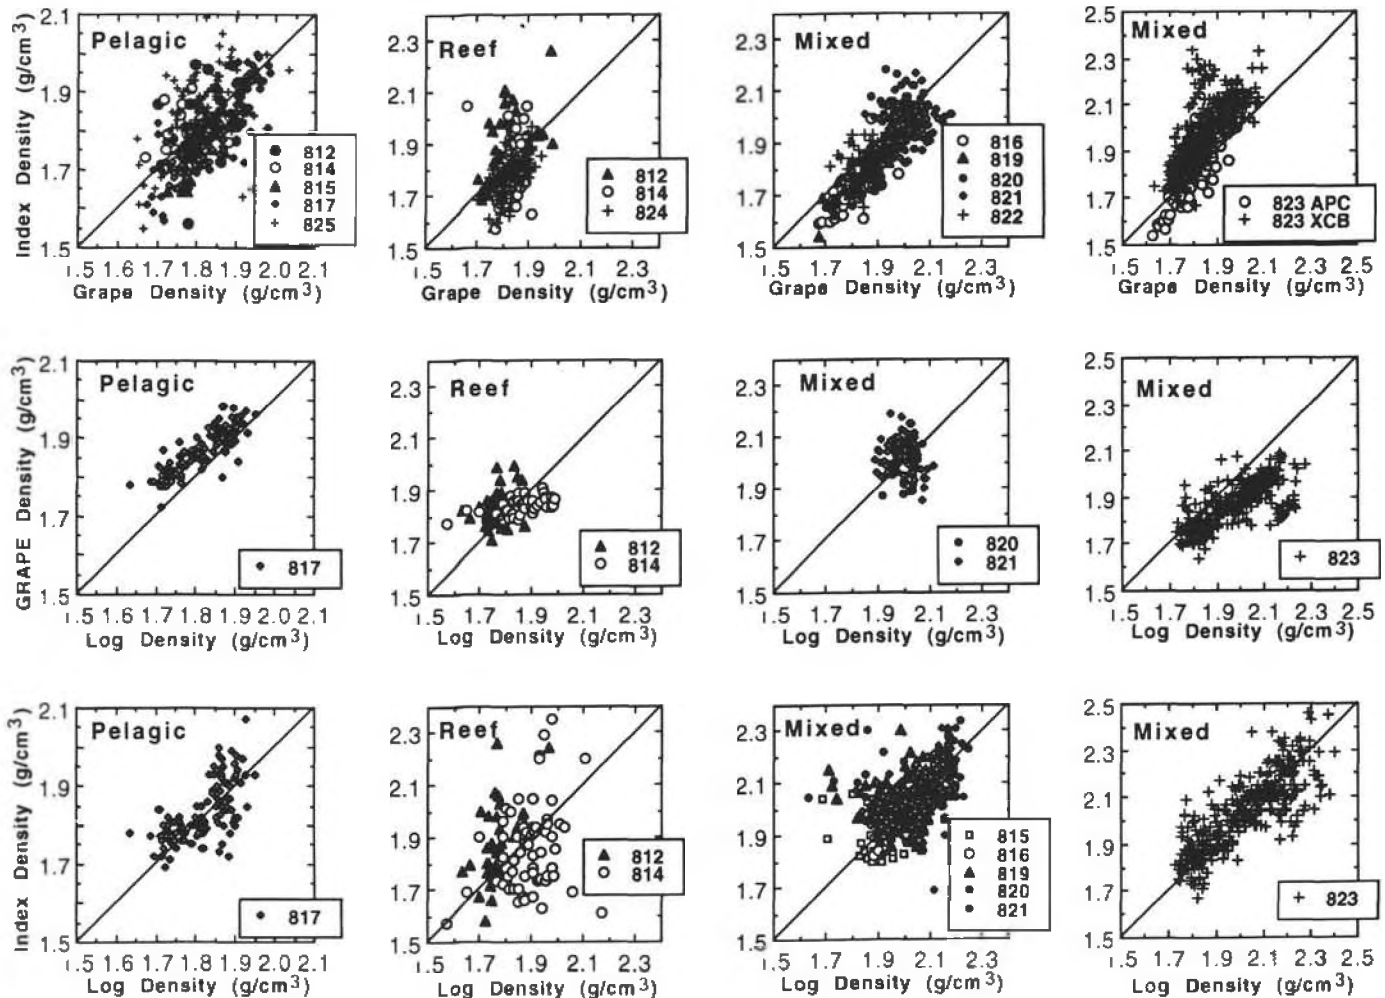 Index Density (g/cm3)
2.1
1.9
1.7
1.5
Pelagic
812
814
815
817
825
1.5 1.6 1.7 1.8 1.9 2.0 2.1
Grape Density (g/cm3)
2.3
2.1
1.9
1.7
1.5
Reef
812
814
824
1.5 1.7 1.9 2.1 2.3
Grape Density (g/cm3)
2.3
2.1
1.9
1.7
1.5
Mixed
816
819
820
821
822
1.5 1.7 1.9 2.1 2.3
Grape Density (g/cm3)
2.5
2.3
2.1
1.9
1.7
1.5
Mixed
823 APC
823 XCB
1.5 1.7 1.9 2.1 2.3 2.5
Grape Density (g/cm3)
GRAPE Density (g/cm3)
2.1
1.9
1.7
1.5
Pelagic
817
1.5 1.6 1.7 1.8 1.9 2.0 2.1
Log Density (g/cm3)
2.3
2.1
1.9
1.7
1.5
Reef
812
814
1.5 1.7 1.9 2.1 2.3
Log Density (g/cm3)
2.3
2.1
1.9
1.7
1.5
Mixed
820
821
1.5 1.7 1.9 2.1 2.3
Log Density (g/cm3)
2.5
2.3
2.1
1.9
1.7
1.5
Mixed
823
1.5 1.7 1.9 2.1 2.3 2.5
Log Density (g/cm3)
Index Density (g/cm3)
2.1
1.9
1.7
1.5
Pelagic
817
1.5 1.6 1.7 1.8 1.9 2.0 2.1
Log Density (g/cm3)
2.3
2.1
1.9
1.7
1.5
Reef
812
814
1.5 1.7 1.9 2.1 2.3
Log Density (g/cm3)
2.3
2.1
1.9
1.7
1.5
Mixed
815
816
819
820
821
1.5 1.7 1.9 2.1 2.3
Log Density (g/cm3)
2.5
2.3
2.1
1.9
1.7
1.5
Mixed
823
1.5 1.7 1.9 2.1 2.3 2.5
Log Density (g/cm3)